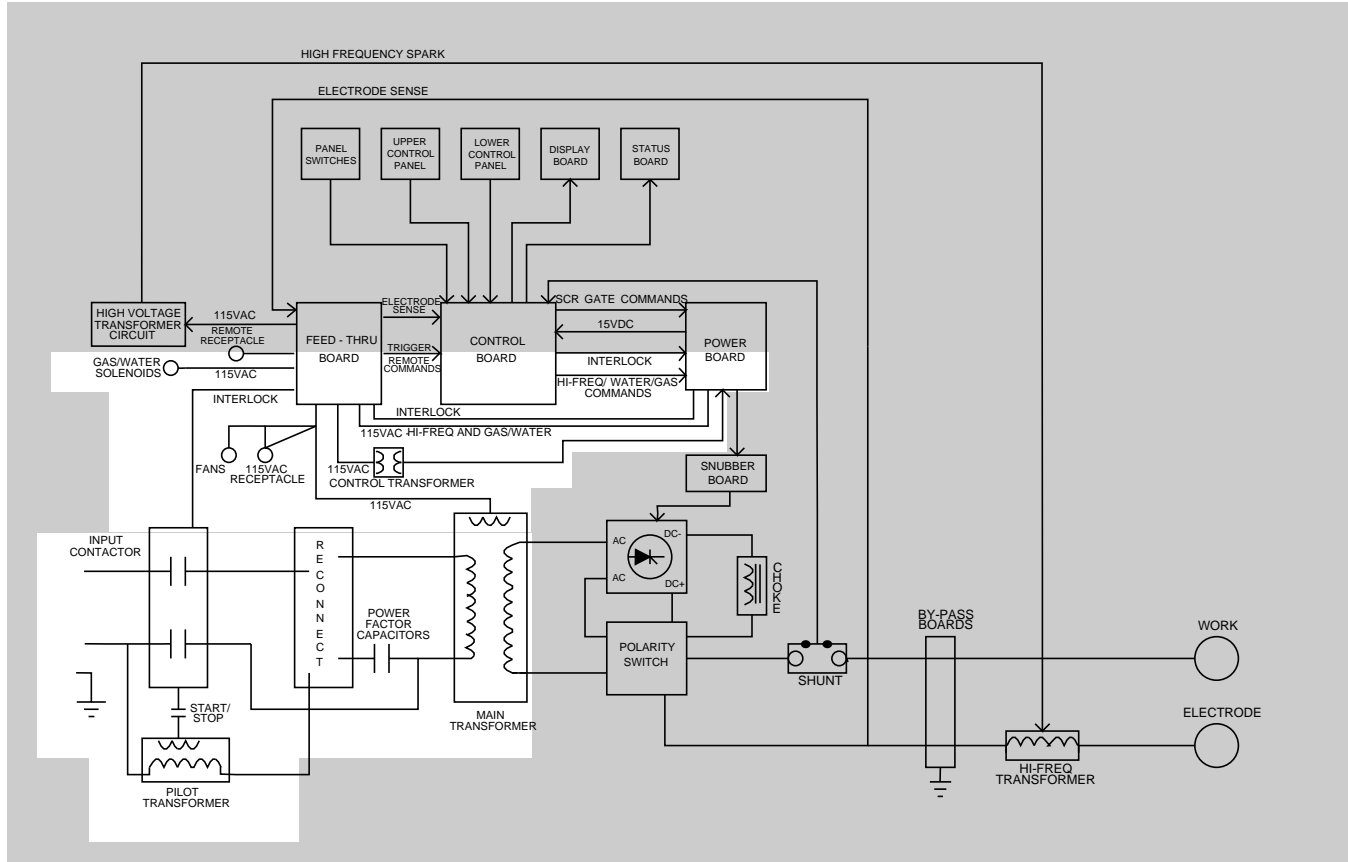 HIGH FREQUENCY SPARK
ELECTRODE SENSE
PANEL
SWITCHES
UPPER
CONTROL
PANEL
LOWER
CONTROL
PANEL
DISPLAY
BOARD
STATUS
BOARD
HIGH VOLTAGE
TRANSFORMER
CIRCUIT
115VAC
REMOTE
RECEPTACLE
GAS/WATER
SOLENOIDS
115VAC
INTERLOCK
FEED - THRU
BOARD
ELECTRODE
SENSE
TRIGGER
REMOTE
COMMANDS
CONTROL
BOARD
SCR GATE COMMANDS
15VDC
INTERLOCK
HI-FREQ/ WATER/GAS
COMMANDS
POWER
BOARD
INTERLOCK
115VAC - HI-FREQ AND GAS/WATER
FANS
115VAC
RECEPTACLE
115VAC
CONTROL TRANSFORMER
115VAC
SNUBBER
BOARD
INPUT
CONTACTOR
RECONNECT
POWER
FACTOR
CAPACITORS
MAIN
TRANSFORMER
START/
STOP
PILOT
TRANSFORMER
AC
DC-
AC
DC+
CHOKE
POLARITY
SWITCH
SHUNT
BY-PASS
BOARDS
WORK
ELECTRODE
HI-FREQ
TRANSFORMER